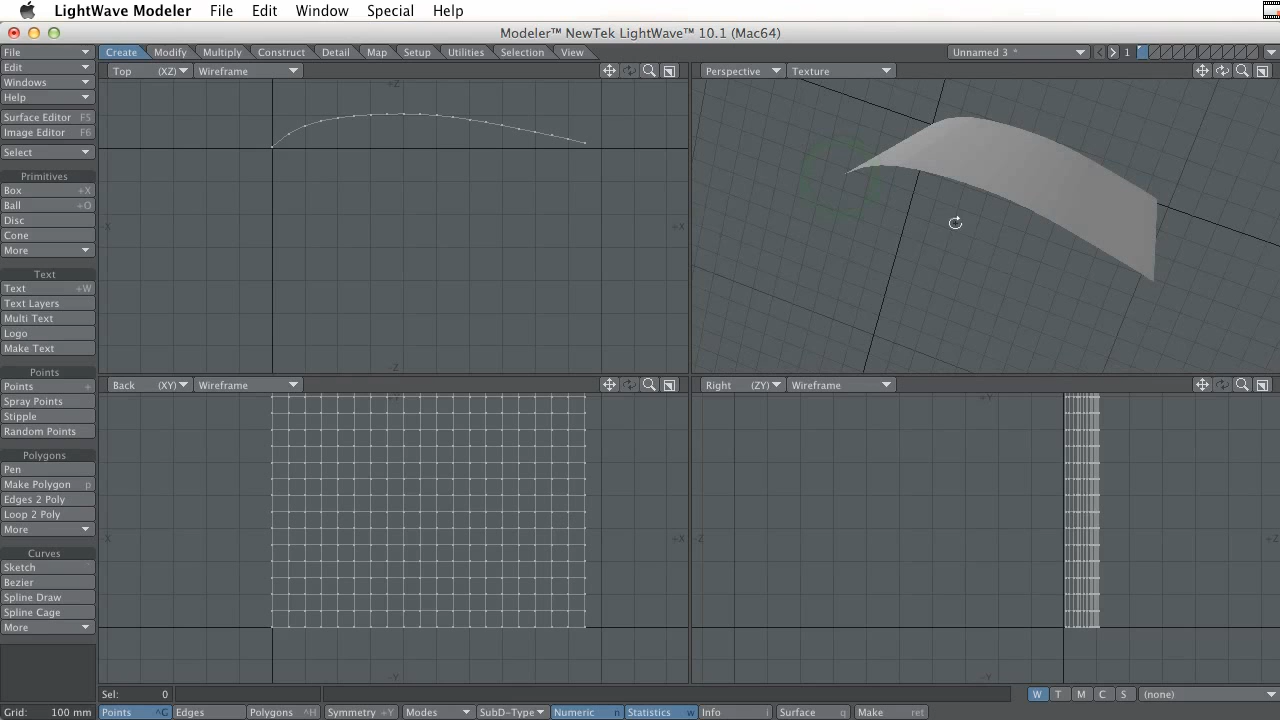 LightWave Modeler File Edit Window Special Help
Modeler™ NewTek LightWave™ 10.1 (Mac64)
File
Edit
Windows
Help
Surface Editor F5
Image Editor F6
Select
Primitives
Box +X
Ball +O
Disc
Cone
More
Text
Text +W
Text Layers
Multi Text
Logo
Make Text
Points
Points +
Spray Points
Stipple
Random Points
Polygons
Pen
Make Polygon p
Edges 2 Poly
Loop 2 Poly
More
Curves
Sketch
Bezier
Spline Draw
Spline Cage
More
Create Modify Multiply Construct Detail Map Setup Utilities Selection View
Unnamed 3 * 1
Top (XZ) Wireframe
+Z
-X +X
-Z
Perspective Texture
Back (XY) Wireframe
+Y
-X +X
-Y
Right (ZY) Wireframe
+Y
-Z +Z
-Y
Sel: 0
W T M C S (none)
Grid: 100 mm Points ^G Edges Polygons ^H Symmetry +Y Modes SubD-Type Numeric n Statistics w Info i Surface q Make ret